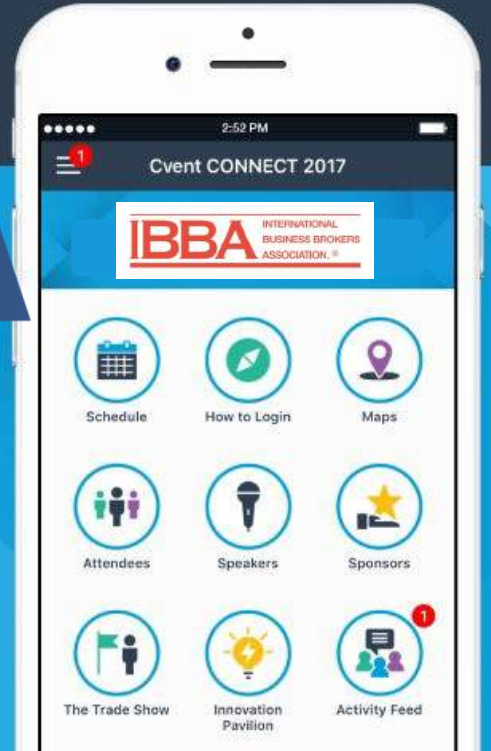 2:52 PM
1
Cvent CONNECT 2017
IBBA INTERNATIONAL
BUSINESS BROKERS
ASSOCIATION.®
Schedule
How to Login
Maps
Attendees
Speakers
Sponsors
1
The Trade Show
Innovation
Pavilion
Activity Feed